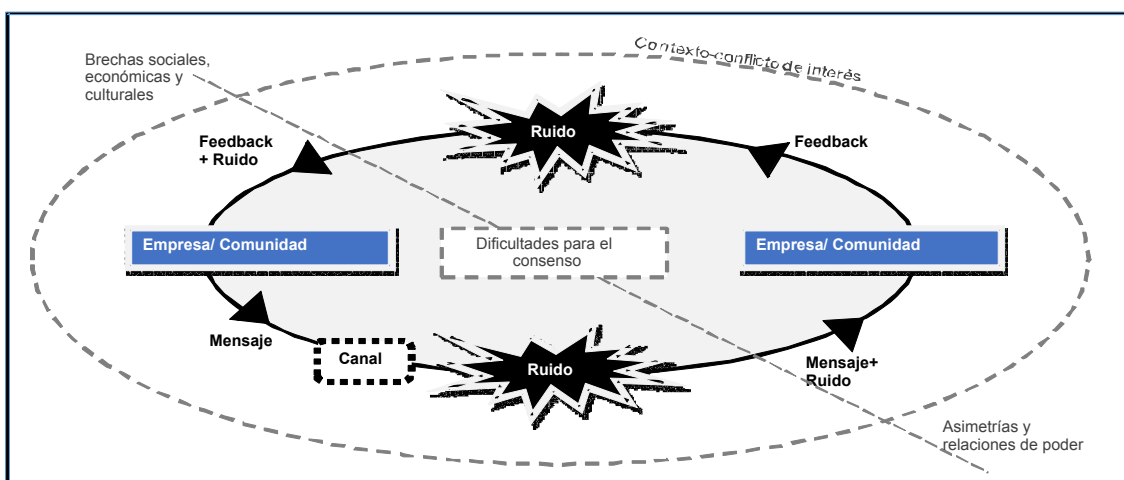 Contexto-conflicto de interés
Brechas sociales,
económicas y
culturales
Ruido
Feedback
+ Ruido
Feedback
Empresa/ Comunidad
Dificultades para el
consenso
Empresa/ Comunidad
Mensaje
Canal
Ruido
Mensaje+
Ruido
Asimetrías y
relaciones de poder